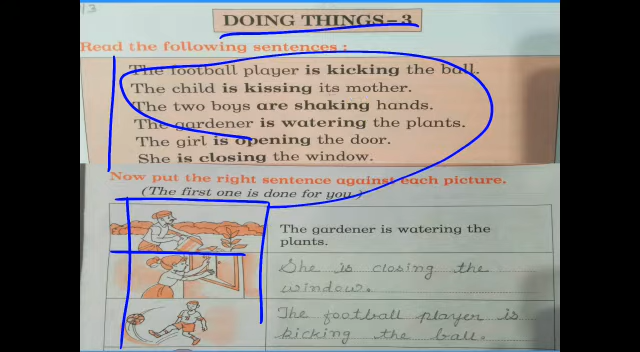 13
DOING THINGS – 3
Read the following sentences :
The football player is kicking the ball.
The child is kissing its mother.
The two boys are shaking hands.
The gardener is watering the plants.
The girl is opening the door.
She is closing the window.
Now put the right sentence against each picture.
(The first one is done for you.)
The gardener is watering the
plants.
She is closing the
window.
The football player is
kicking the ball.